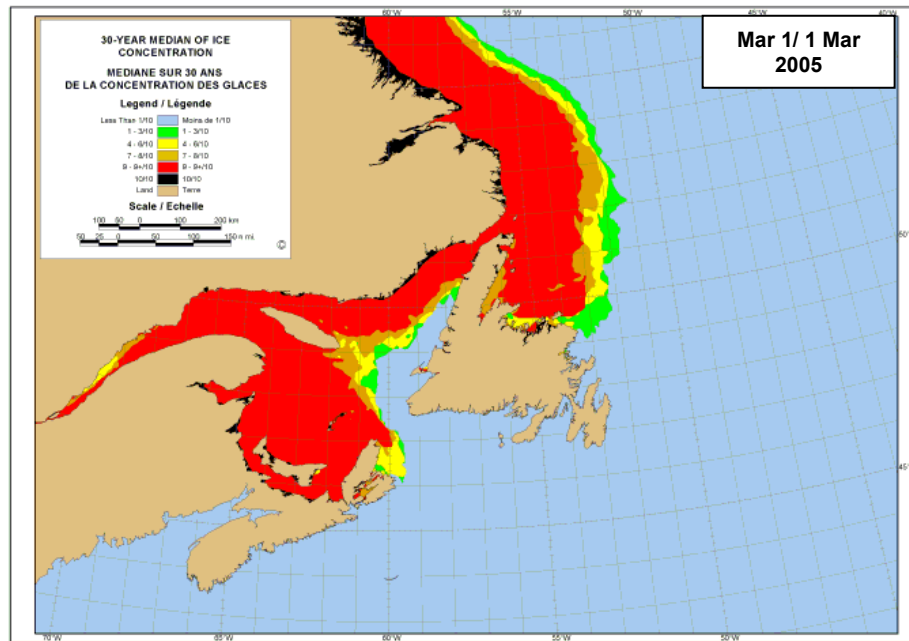 60°W
55°W
50°W
45°W
40°W
30-YEAR MEDIAN OF ICE
CONCENTRATION
MEDIANE SUR 30 ANS
DE LA CONCENTRATION DES GLACES
Legend / Légende
Less Than 1/10 Moins de 1/10
1 - 3/10 1 - 3/10
4 - 6/10 4 - 6/10
7 - 8/10 7 - 8/10
9 - 9+/10 9 - 9+/10
10/10 10/10
Land Terre
Scale / Echelle
100 50 0 100 200 km
50 25 0 50 100 150 n mi.
©
Mar 1/ 1 Mar
2005
50°
45°N
70°W
65°W
60°W
55°W
50°W